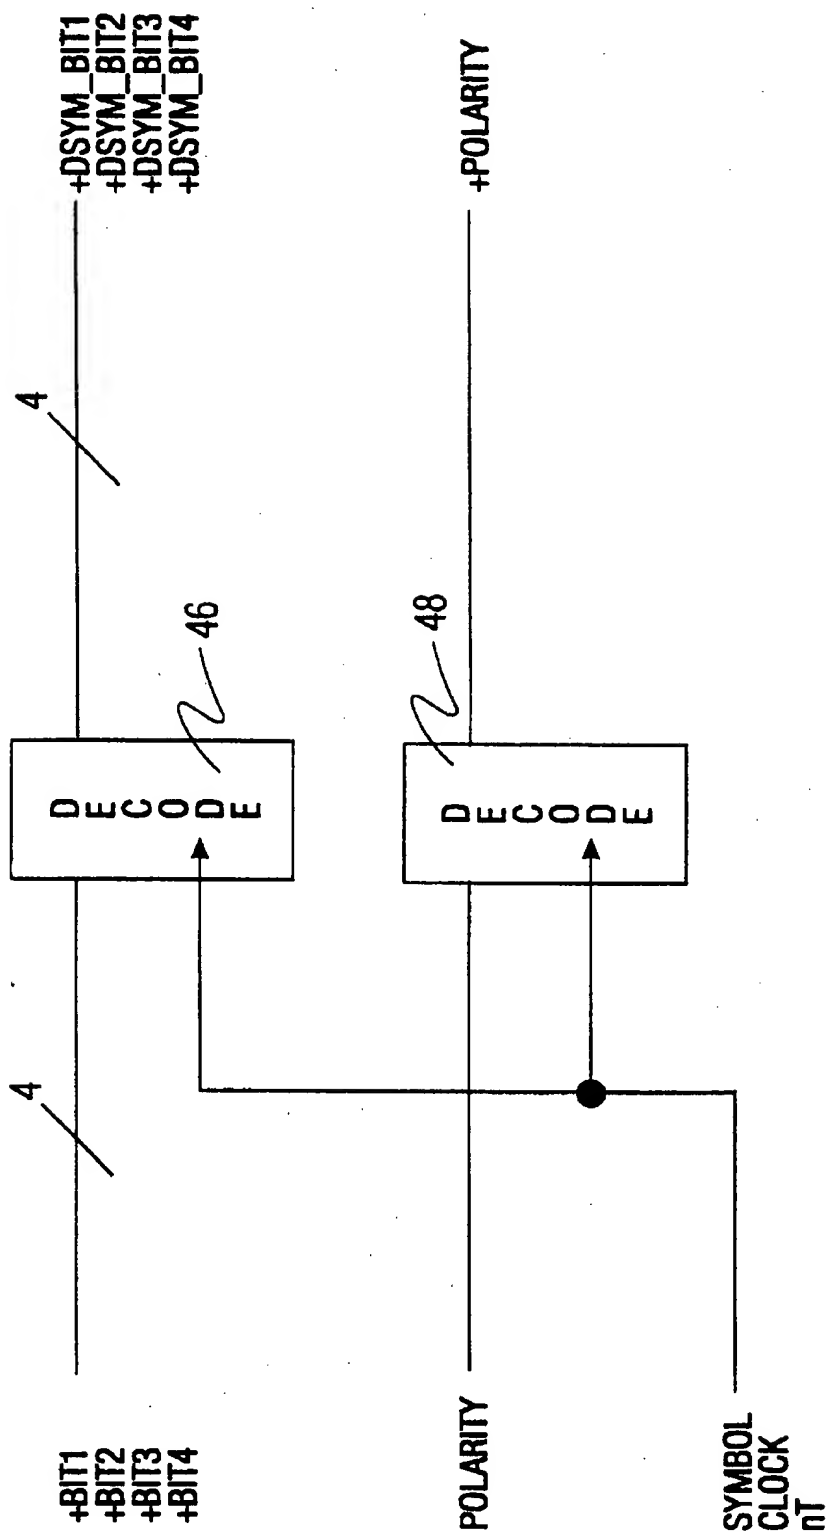 +BIT1
+BIT2
+BIT3
+BIT4
4
DECODE
46
4
+DSYM_BIT1
+DSYM_BIT2
+DSYM_BIT3
+DSYM_BIT4
POLARITY
DECODE
48
+POLARITY
SYMBOL
CLOCK
nT